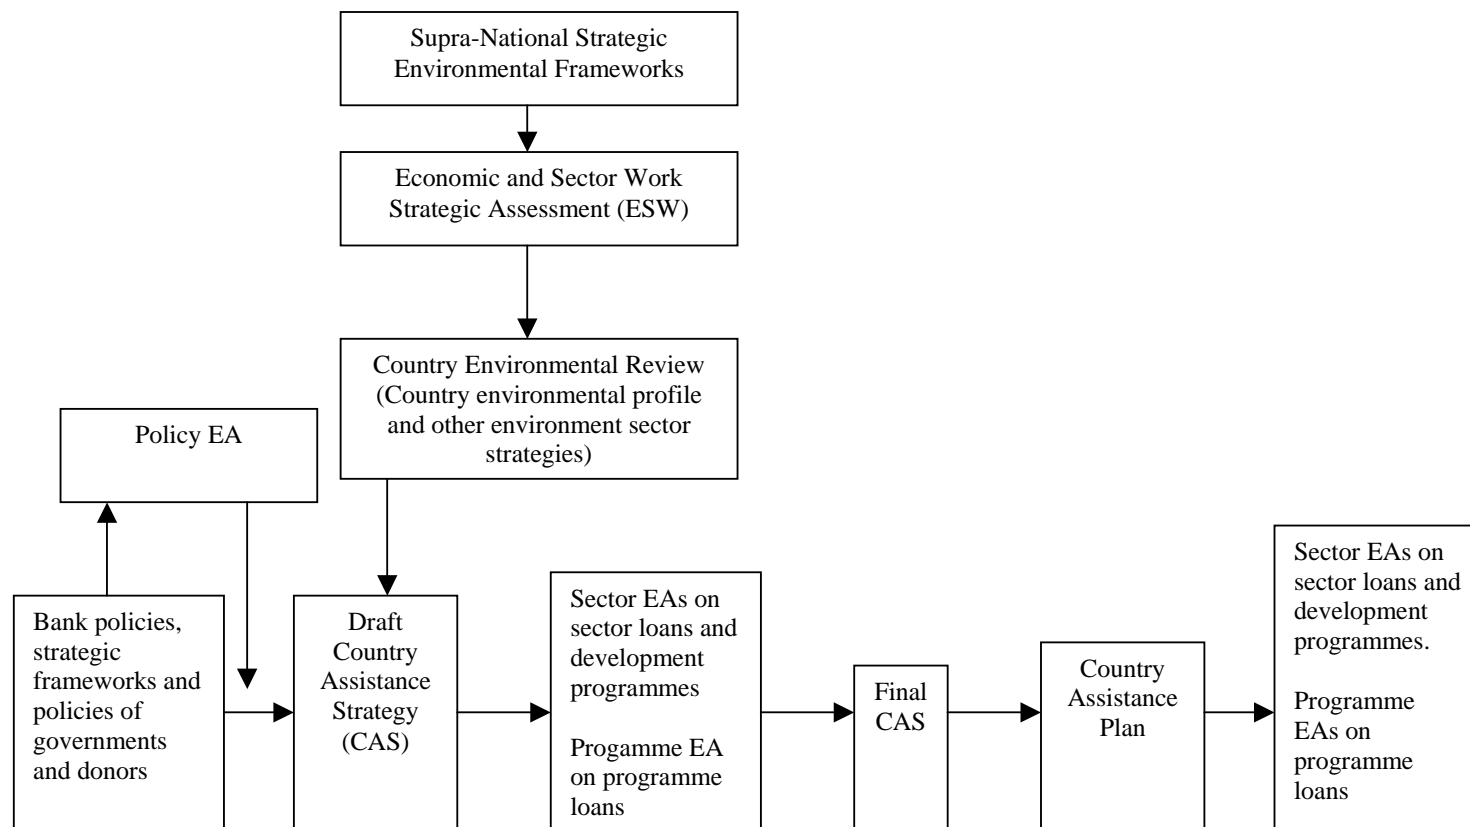 Supra-National Strategic
Environmental Frameworks
Economic and Sector Work
Strategic Assessment (ESW)
Country Environmental Review
(Country environmental profile
and other environment sector
strategies)
Policy EA
Bank policies,
strategic
frameworks and
policies of
governments
and donors
Draft
Country
Assistance
Strategy
(CAS)
Sector EAs on
sector loans and
development
programmes
Progamme EA
on programme
loans
Final
CAS
Country
Assistance
Plan
Sector EAs on
sector loans and
development
programmes.
Programme
EAs on
programme
loans